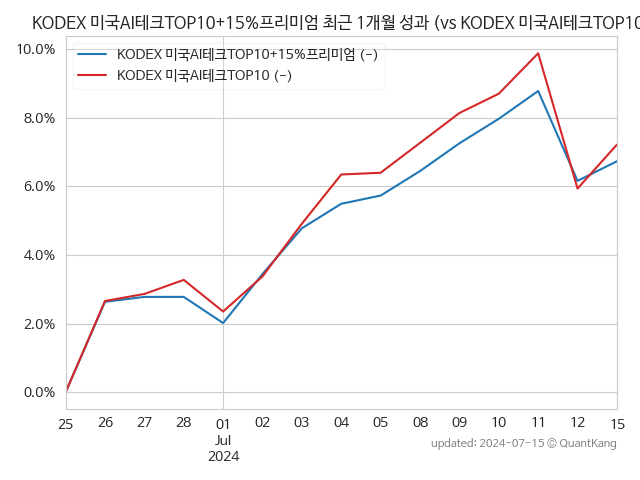 KODEX 미국AI테크TOP10+15%프리미엄 최근 1개월 성과 (vs KODEX 미국AI테크TOP10
10.0%
KODEX 미국AI테크TOP10+15%프리미엄 (-)
KODEX 미국AI테크TOP10 (-)
8.0%
6.0%
4.0%
2.0%
0.0%
25 26 27 28 01 02 03 04 05 08 09 10 11 12 15
Jul
2024
updated: 2024-07-15 © QuantKang